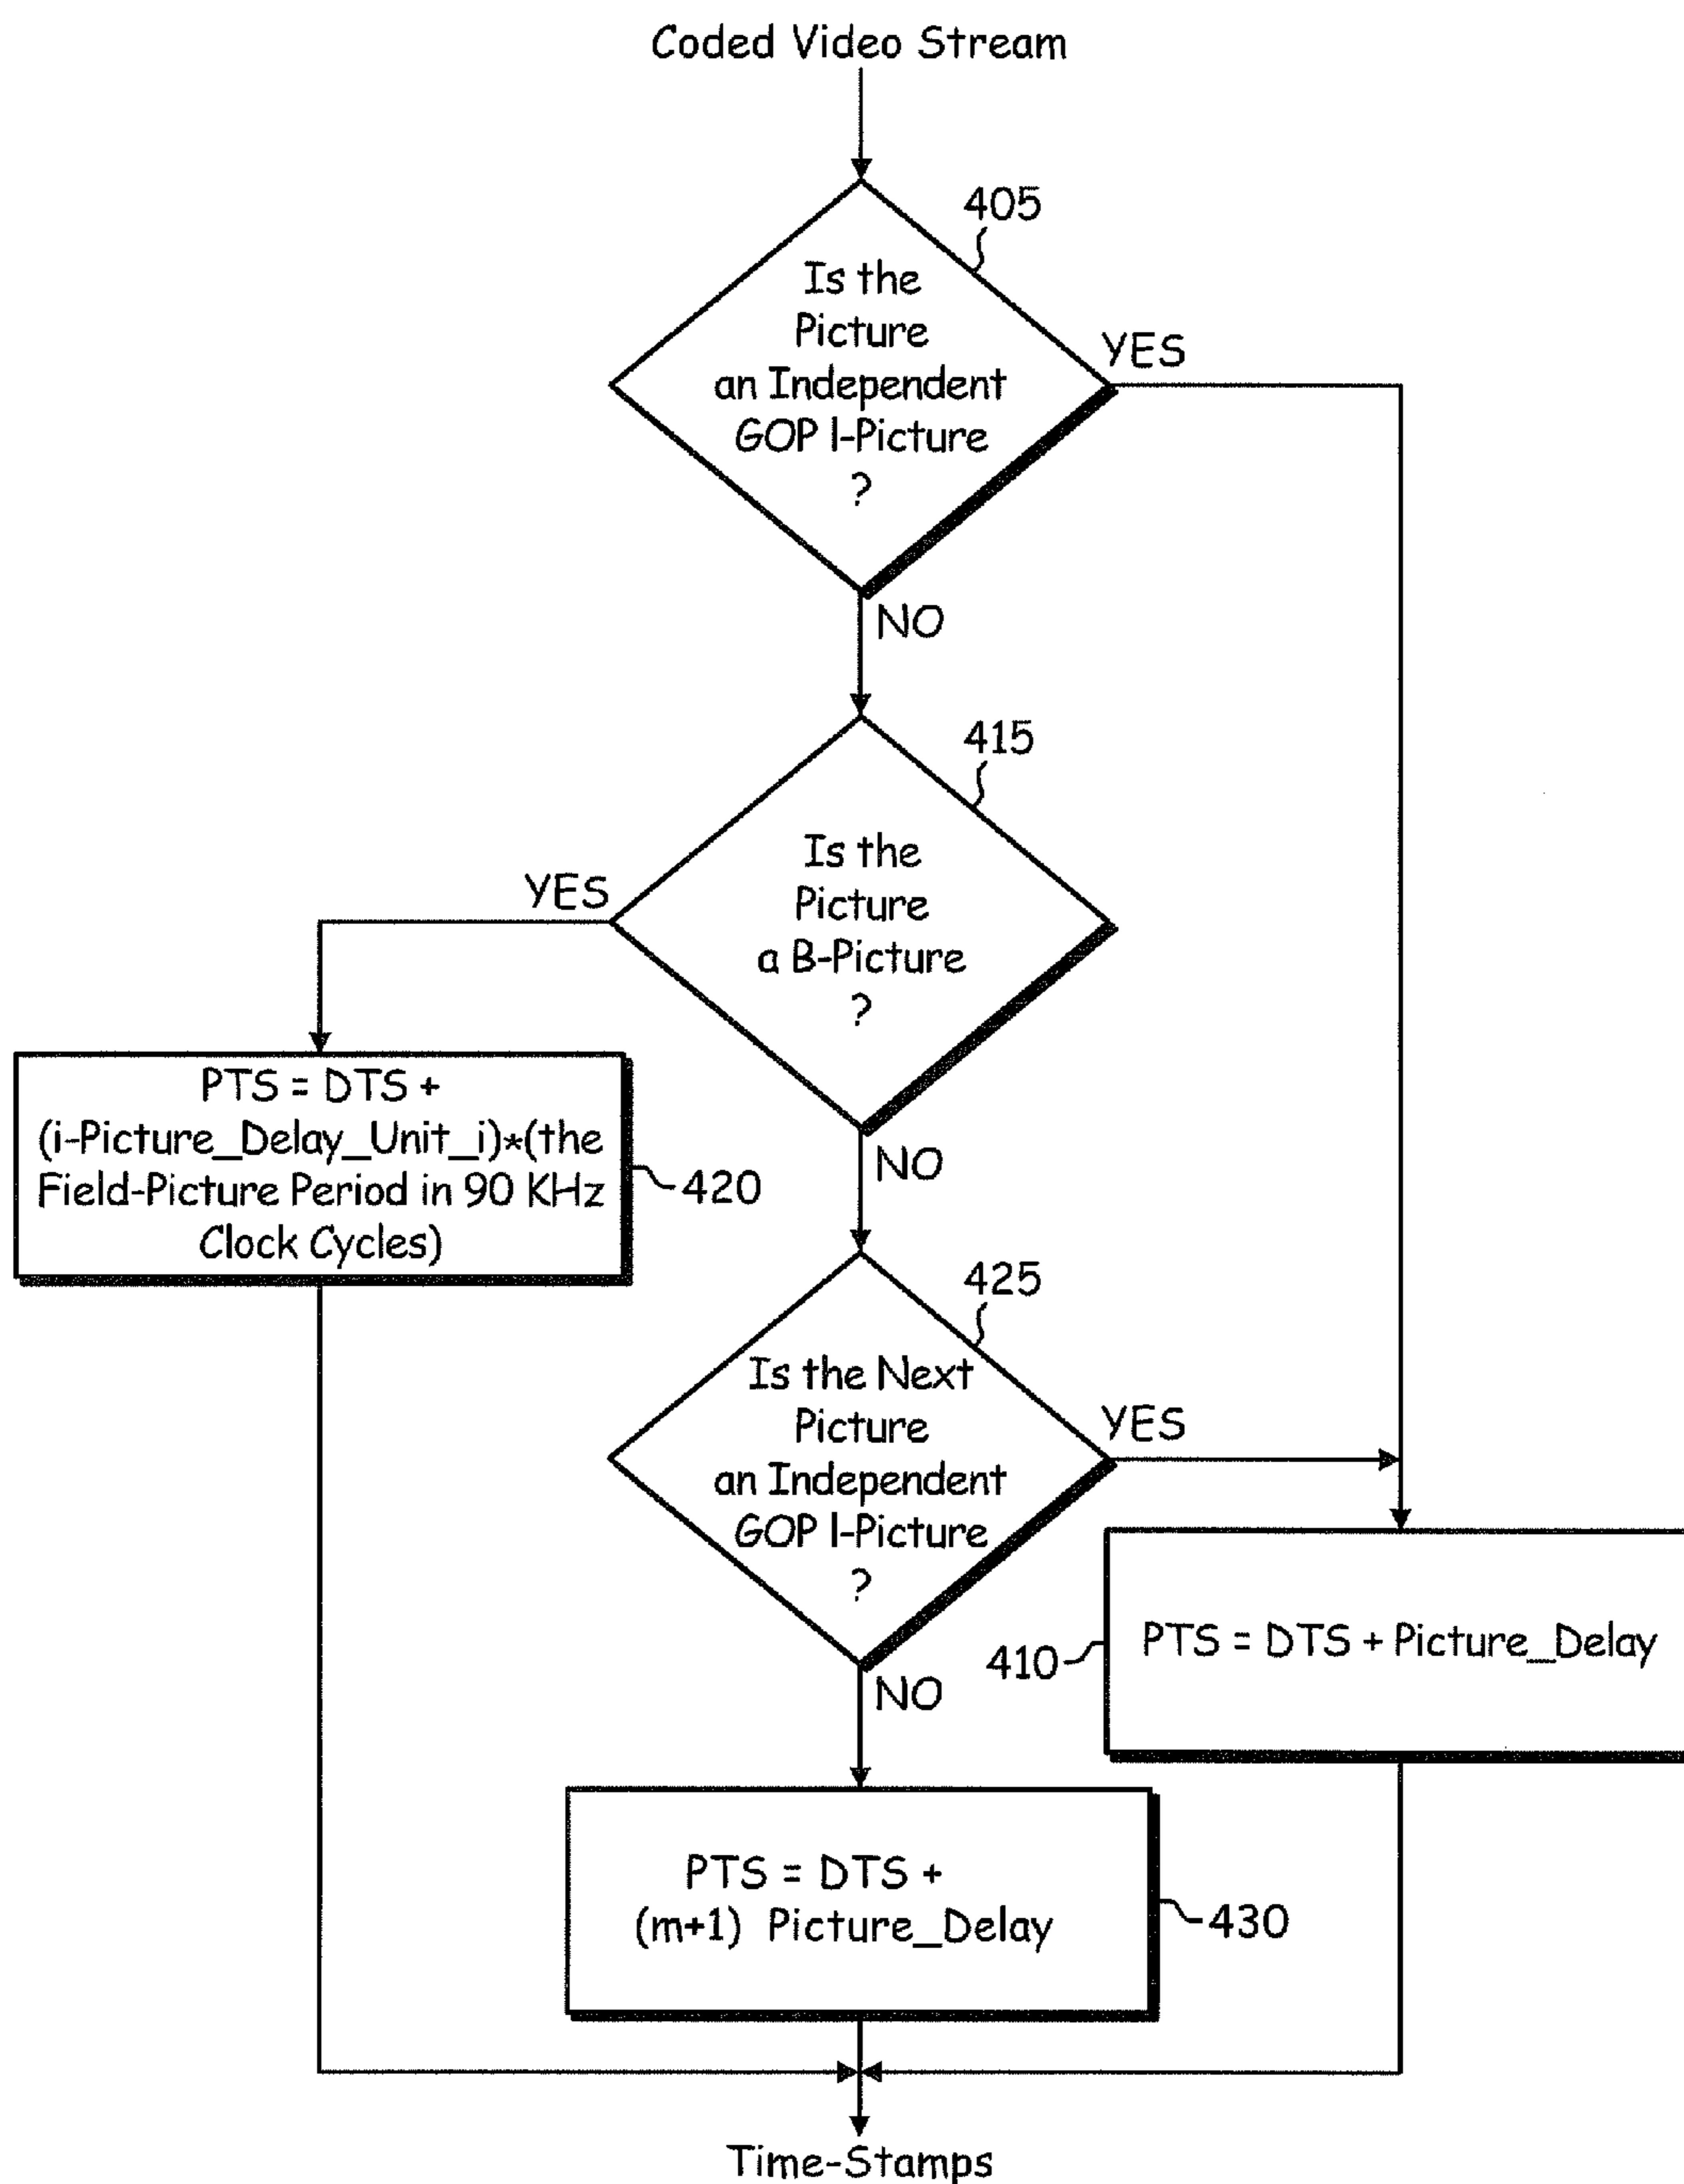 Coded Video Stream
405
Is the
Picture
an Independent
GOP I-Picture
?
YES
NO
415
Is the
Picture
a B-Picture
?
YES
NO
PTS = DTS +
(i-Picture_Delay_Unit_i)*(the
Field-Picture Period in 90 KHz
Clock Cycles)
420
425
Is the Next
Picture
an Independent
GOP I-Picture
?
YES
NO
410
PTS = DTS + Picture_Delay
PTS = DTS +
(m+1) Picture_Delay
430
Time-Stamps